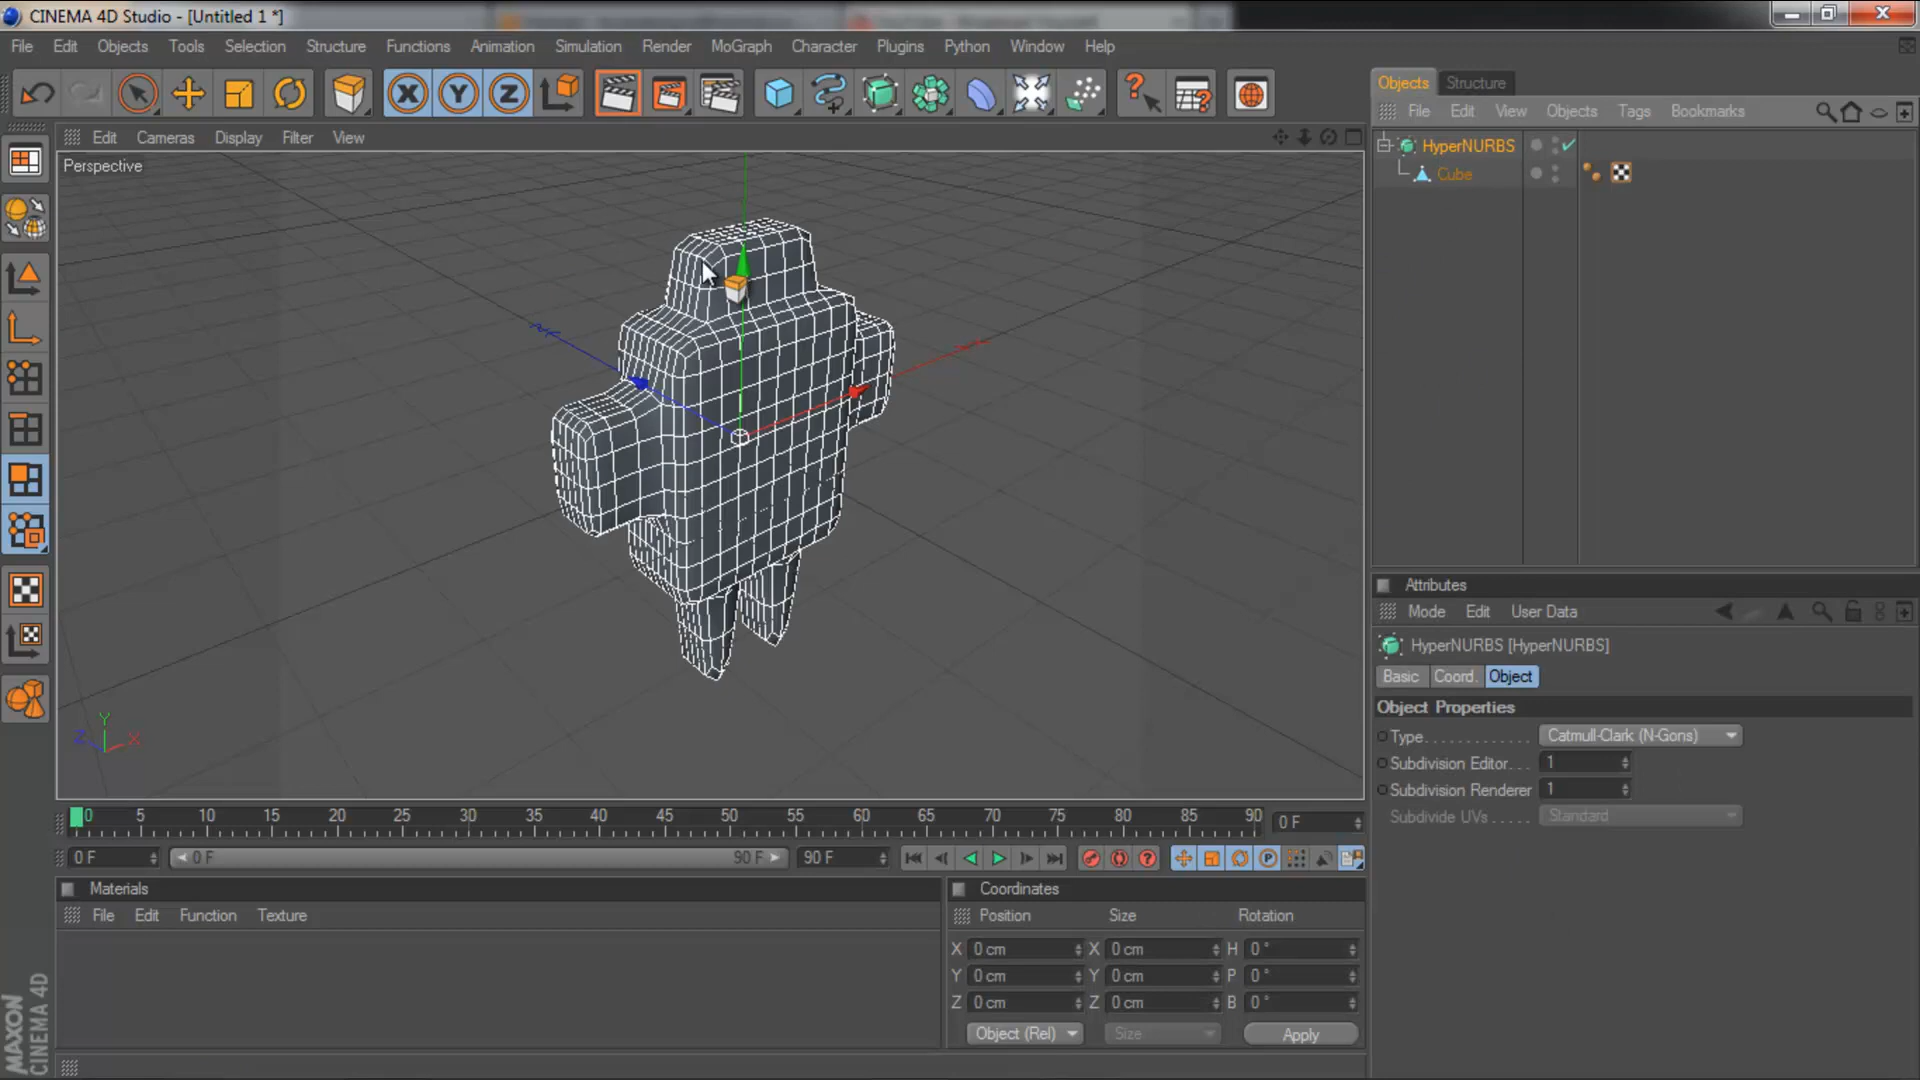 CINEMA 4D Studio - [Untitled 1 *]
File Edit Objects Tools Selection Structure Functions Animation Simulation Render MoGraph Character Plugins Python Window Help
Objects Structure
File Edit View Objects Tags Bookmarks
Edit Cameras Display Filter View
Perspective
HyperNURBS
Cube
X Y Z
Attributes
Mode Edit User Data
HyperNURBS [HyperNURBS]
Basic Coord. Object
Object Properties
Type............. Catmull-Clark (N-Gons)
Subdivision Editor... 1
Subdivision Renderer 1
Subdivide UVs..... Standard
Y
Z X
0 5 10 15 20 25 30 35 40 45 50 55 60 65 70 75 80 85 90 0 F
0 F 0 F 90 F 90 F
Materials
File Edit Function Texture
Coordinates
Position Size Rotation
X 0 cm X 0 cm H 0 °
Y 0 cm Y 0 cm P 0 °
Z 0 cm Z 0 cm B 0 °
Object (Rel) Size Apply
MAXON
CINEMA 4D